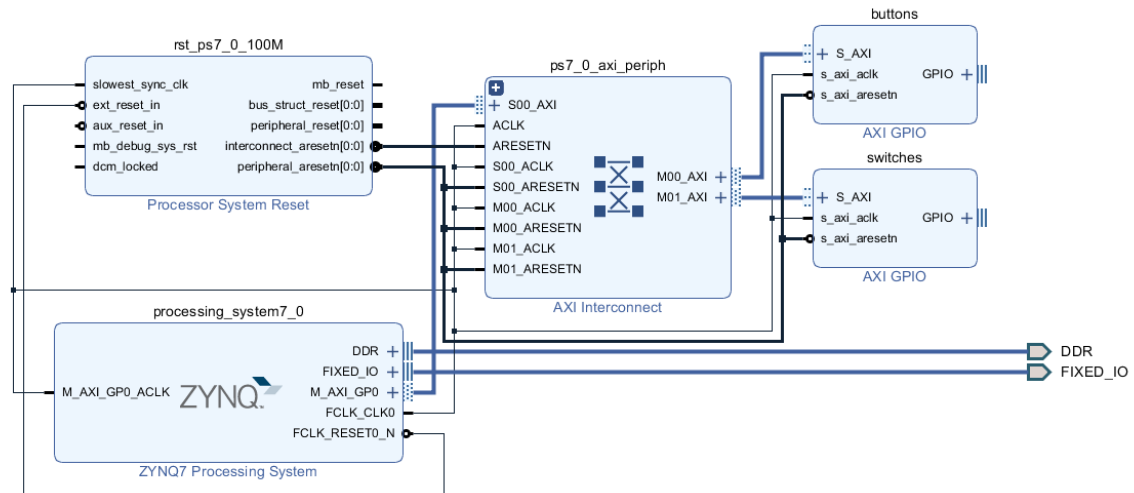 rst_ps7_0_100M
slowest_sync_clk
ext_reset_in
aux_reset_in
mb_debug_sys_rst
dcm_locked
mb_reset
bus_struct_reset[0:0]
peripheral_reset[0:0]
interconnect_aresetn[0:0]
peripheral_aresetn[0:0]
Processor System Reset
ps7_0_axi_periph
S00_AXI
ACLK
ARESETN
S00_ACLK
S00_ARESETN
M00_ACLK
M00_ARESETN
M01_ACLK
M01_ARESETN
M00_AXI
M01_AXI
AXI Interconnect
buttons
S_AXI
s_axi_aclk
s_axi_aresetn
GPIO
AXI GPIO
switches
S_AXI
s_axi_aclk
s_axi_aresetn
GPIO
AXI GPIO
processing_system7_0
M_AXI_GP0_ACLK
ZYNQ
DDR
FIXED_IO
M_AXI_GP0
FCLK_CLK0
FCLK_RESET0_N
ZYNQ7 Processing System
DDR
FIXED_IO